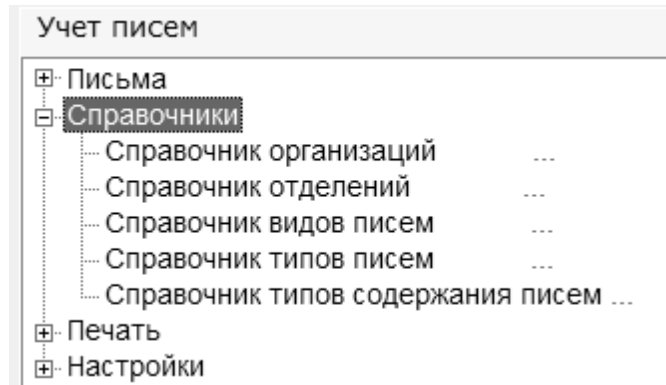 Учет писем
Письма
Справочники
Справочник организаций ...
Справочник отделений ...
Справочник видов писем ...
Справочник типов писем ...
Справочник типов содержания писем ...
Печать
Настройки